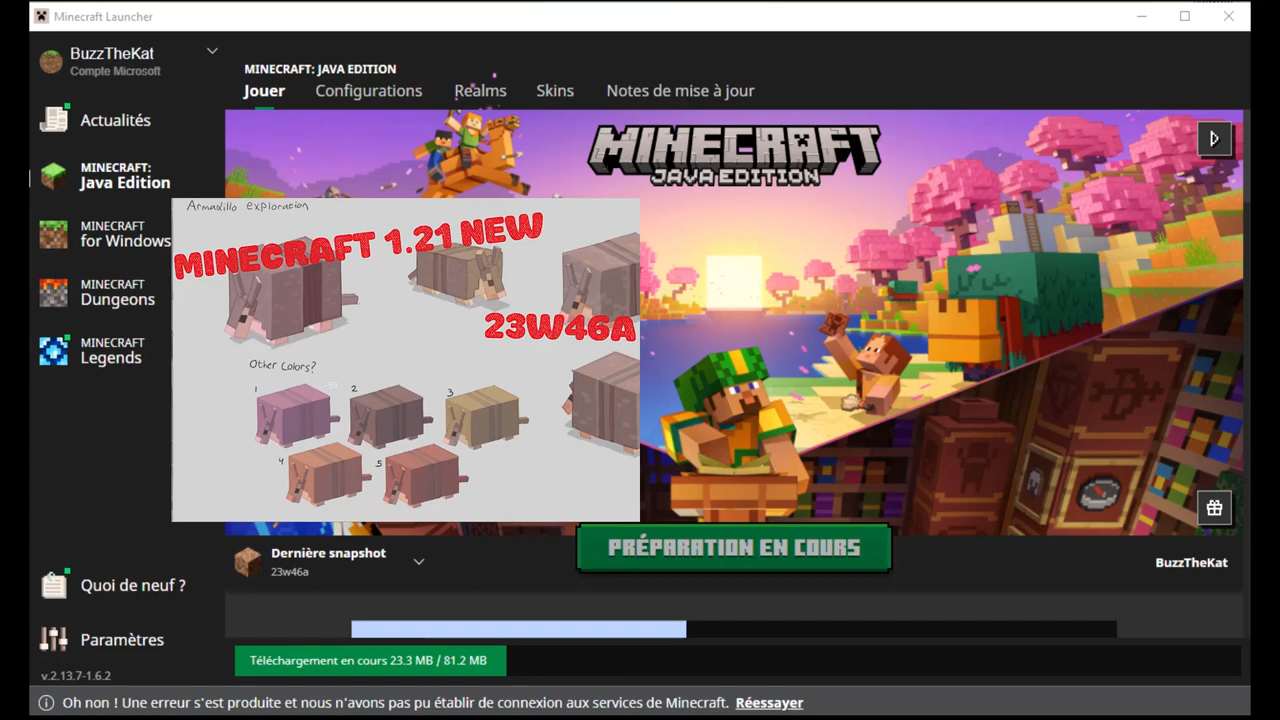 Minecraft Launcher
BuzzTheKat
Compte Microsoft
MINECRAFT: JAVA EDITION
Jouer
Configurations
Realms
Skins
Notes de mise à jour
Actualités
MINECRAFT:
Java Edition
MINECRAFT
for Windows
MINECRAFT
Dungeons
MINECRAFT
Legends
MINECRAFT
JAVA EDITION
Armadillo exploration
MINECRAFT 1.21 NEW
23W46A
Other Colors?
1
2
3
4
5
PRÉPARATION EN COURS
Dernière snapshot
23w46a
BuzzTheKat
Quoi de neuf ?
Paramètres
v.2.13.7-1.6.2
Téléchargement en cours 23.3 MB / 81.2 MB
Oh non ! Une erreur s'est produite et nous n'avons pas pu établir de connexion aux services de Minecraft. Réessayer